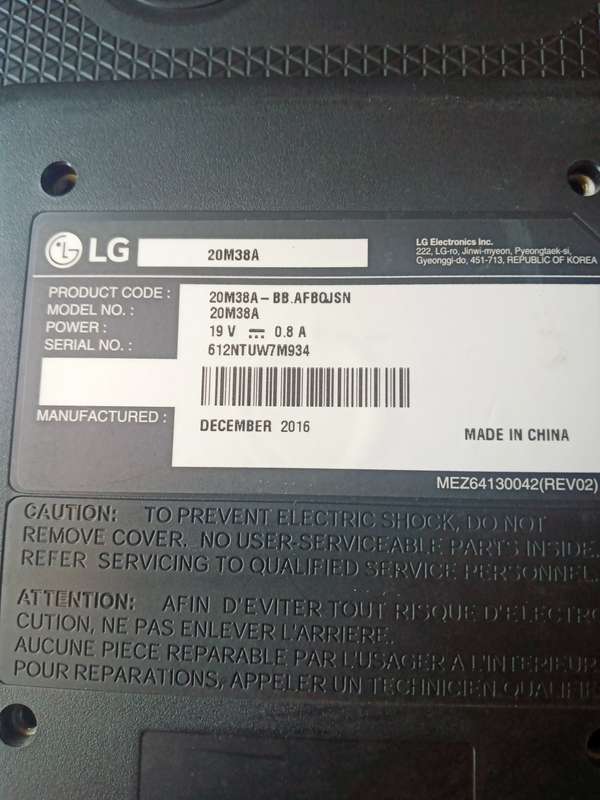 LG 20M38A
LG Electronics Inc.
222, LG-ro, Jinwi-myeon, Pyeongtaek-si,
Gyeonggi-do, 451-713, REPUBLIC OF KOREA
PRODUCT CODE : 20M38A-BB.AFBQJSN
MODEL NO. : 20M38A
POWER : 19 V ⎓ 0.8 A
SERIAL NO. : 612NTUW7M934
MANUFACTURED : DECEMBER 2016
MADE IN CHINA
MEZ64130042(REV02)
CAUTION: TO PREVENT ELECTRIC SHOCK, DO NOT
REMOVE COVER. NO USER-SERVICEABLE PARTS INSIDE.
REFER SERVICING TO QUALIFIED SERVICE PERSONNEL.
ATTENTION: AFIN D'EVITER TOUT RISQUE D'ELECTRO
CUTION, NE PAS ENLEVER L'ARRIERE.
AUCUNE PIECE REPARABLE PAR L'USAGER A L'INTERIEUR
POUR REPARATIONS, APPELER UN TECHNICIEN QUALIFIE